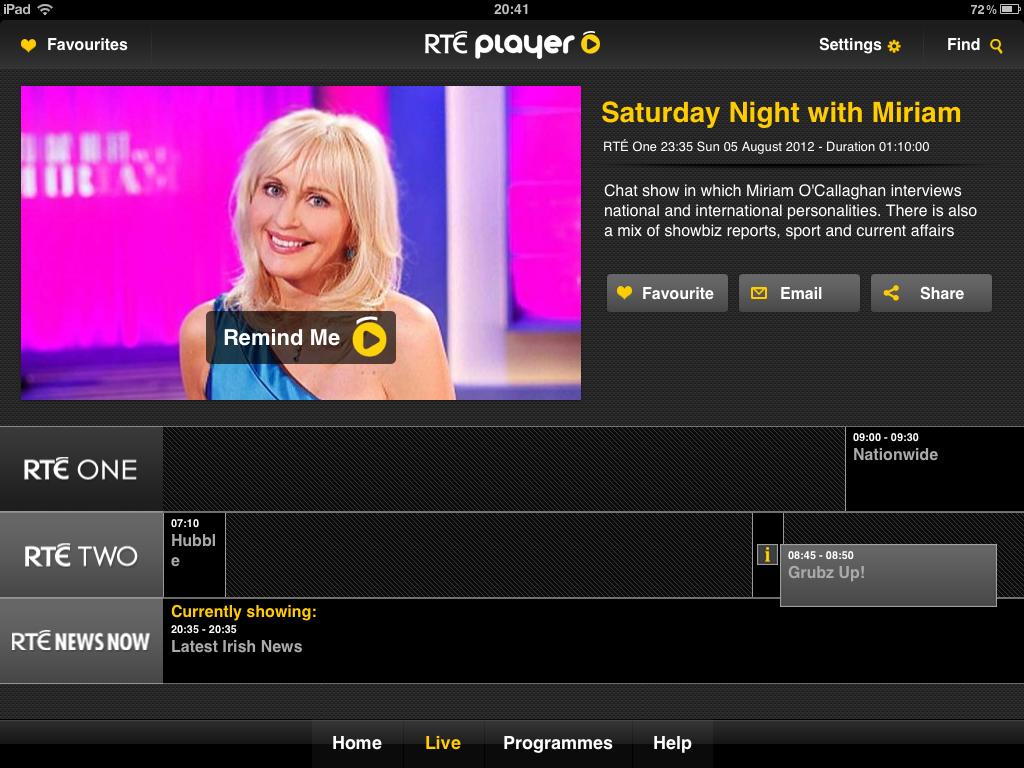 iPad 20:41 72%
Favourites RTÉ player Settings Find
Saturday Night with Miriam
RTÉ One 23:35 Sun 05 August 2012 - Duration 01:10:00
Chat show in which Miriam O'Callaghan interviews
national and international personalities. There is also
a mix of showbiz reports, sport and current affairs
Favourite Email Share
Remind Me
RTÉ ONE
09:00 - 09:30
Nationwide
RTÉ TWO
07:10
Hubbl
e
i
08:45 - 08:50
Grubz Up!
RTÉ NEWS NOW
Currently showing:
20:35 - 20:35
Latest Irish News
Home Live Programmes Help